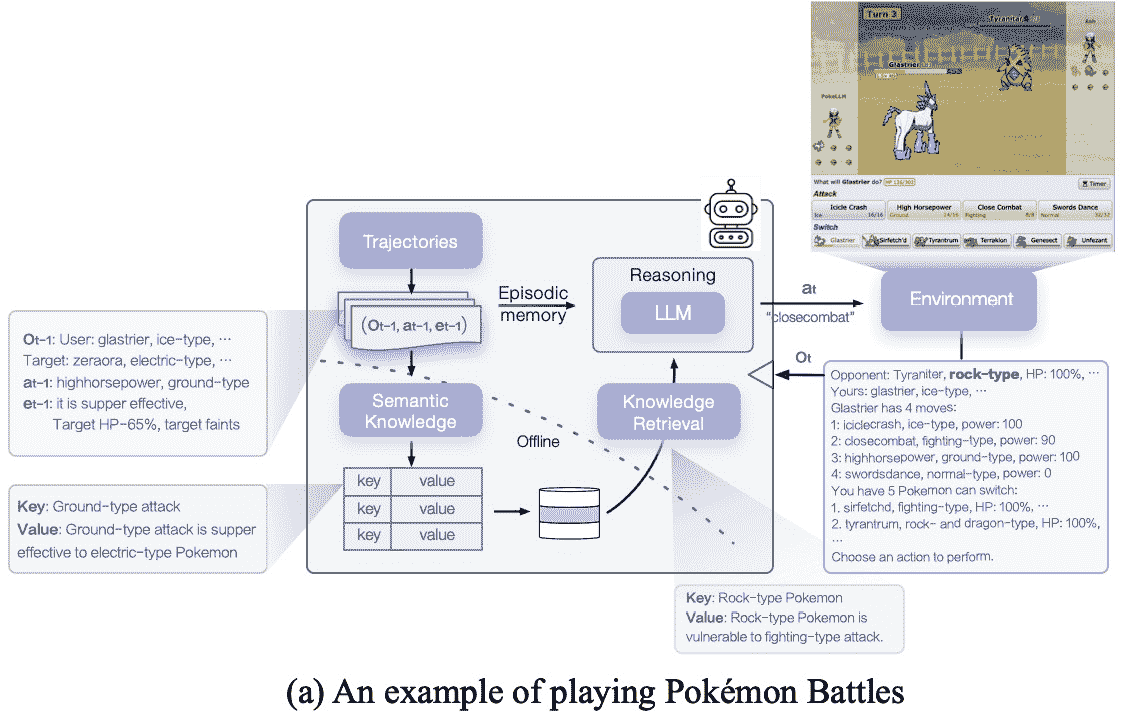 Turn 3
Tyraniter
Glastrier
PokeLLM
What will Glastrier do? HP 136/302
Timer
Attack
Icicle Crash
Ice 16/16
High Horsepower
Ground 14/16
Close Combat
Fighting 8/8
Swords Dance
Normal 32/32
Switch
Glastrier
Sirfetch'd
Tyrantrum
Terrakion
Genesect
Unfezant
Trajectories
(Ot-1, at-1, et-1)
Episodic
memory
Reasoning
LLM
at
"closecombat"
Environment
Ot
Ot-1: User: glastrier, ice-type, …
Target: zeraora, electric-type, …
at-1: highhorsepower, ground-type
et-1: it is supper effective,
Target HP-65%, target faints
Semantic
Knowledge
Offline
Knowledge
Retrieval
key value
key value
key value
Key: Ground-type attack
Value: Ground-type attack is supper
effective to electric-type Pokemon
Opponent: Tyraniter, rock-type, HP: 100%, …
Yours: glastrier, ice-type, …
Glastrier has 4 moves:
1: iciclecrash, ice-type, power: 100
2: closecombat, fighting-type, power: 90
3: highhorsepower, ground-type, power: 100
4: swordsdance, normal-type, power: 0
You have 5 Pokemon can switch:
1. sirfetchd, fighting-type, HP: 100%, …
2. tyrantrum, rock- and dragon-type, HP: 100%,
…
Choose an action to perform.
Key: Rock-type Pokemon
Value: Rock-type Pokemon is
vulnerable to fighting-type attack.
(a) An example of playing Pokémon Battles